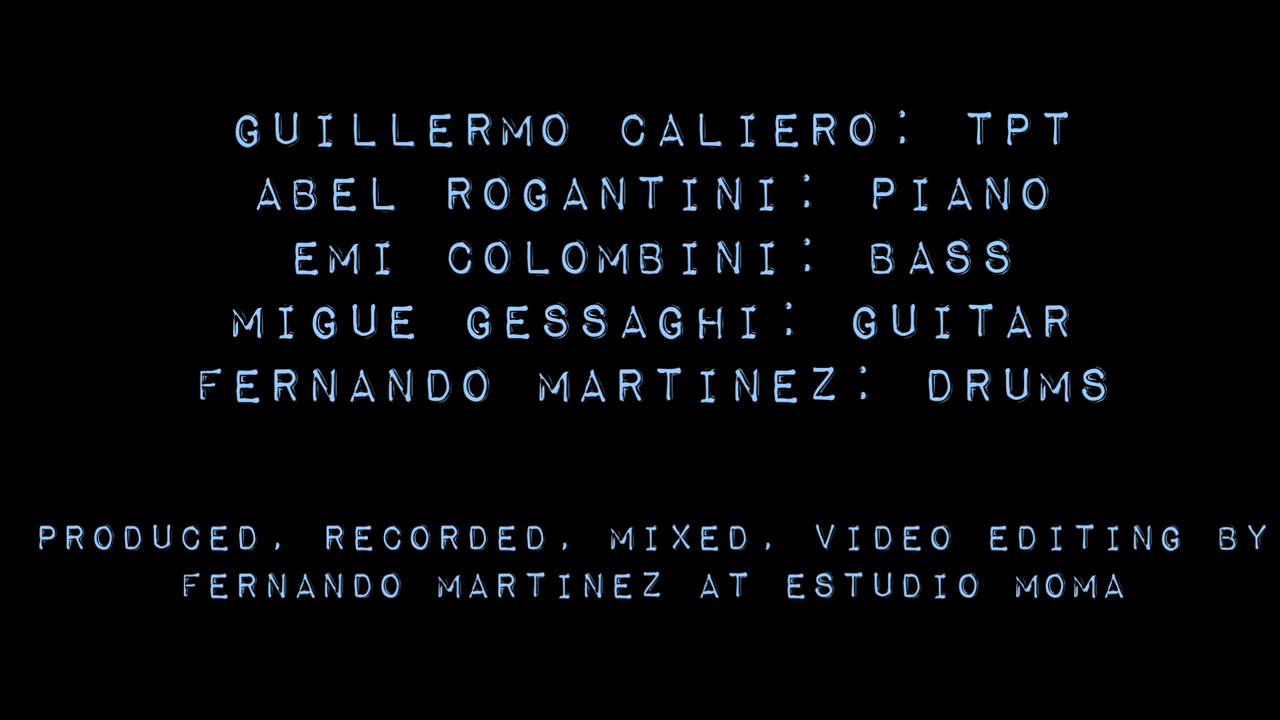 GUILLERMO CALIERO: TPT
ABEL ROGANTINI: PIANO
EMI COLOMBINI: BASS
MIGUE GESSAGHI: GUITAR
FERNANDO MARTINEZ: DRUMS
PRODUCED, RECORDED, MIXED, VIDEO EDITING BY
FERNANDO MARTINEZ AT ESTUDIO MOMA